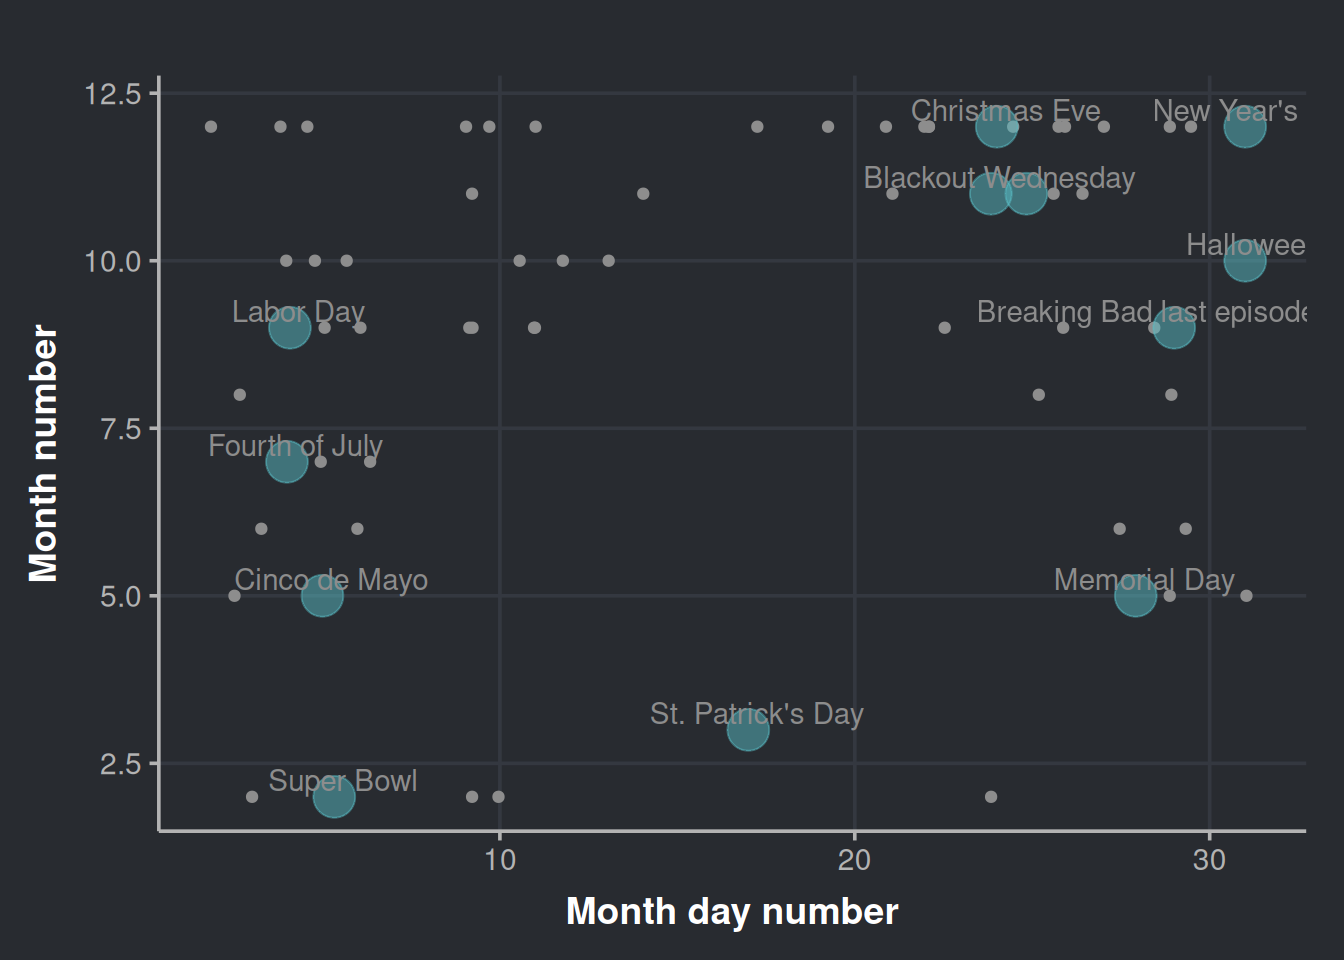 12.5
Christmas Eve
New Year's
Blackout Wednesday
10.0
Hallowee
Labor Day
Breaking Bad last episode
7.5
Fourth of July
5.0
Cinco de Mayo
Memorial Day
St. Patrick's Day
2.5
Super Bowl
10
20
30
Month day number
Month number